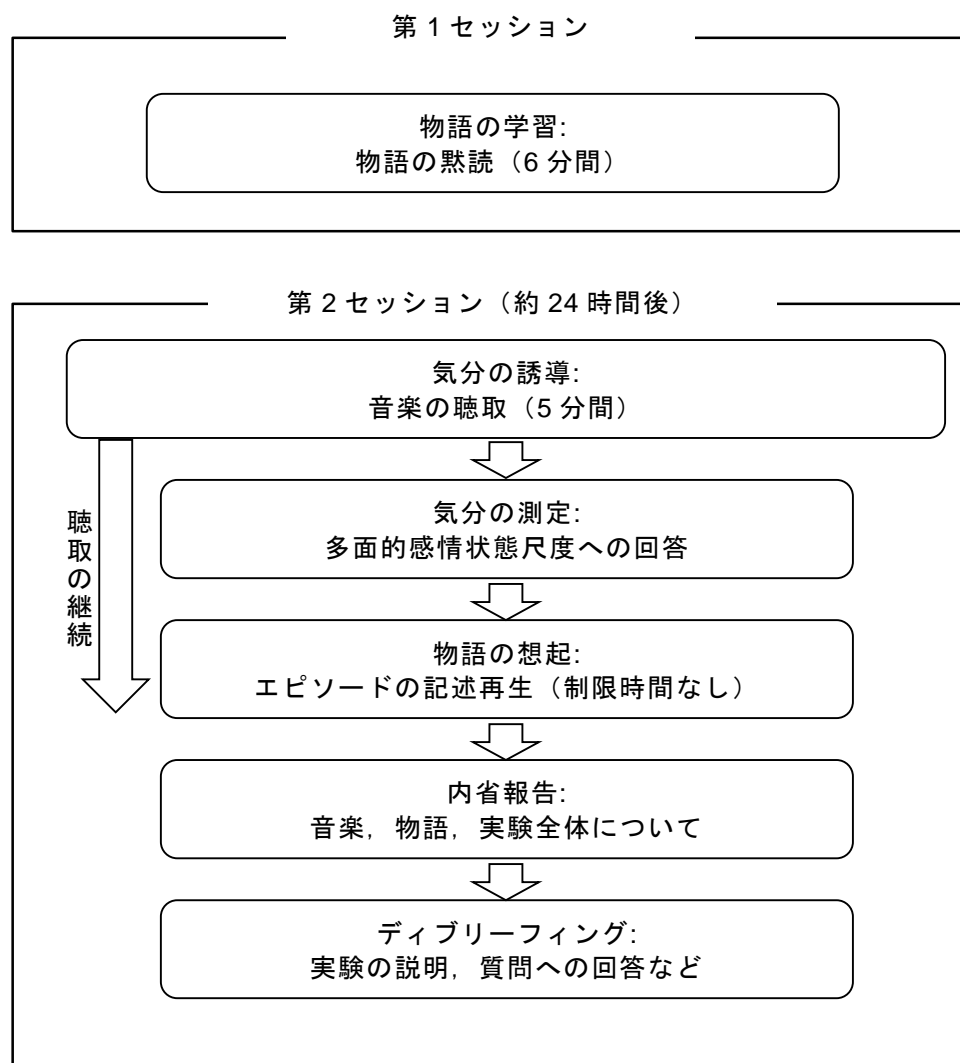 第 1 セッション
物語の学習:
物語の黙読（6 分間）
第 2 セッション（約 24 時間後）
気分の誘導:
音楽の聴取（5 分間）
聴取の継続
気分の測定:
多面的感情状態尺度への回答
物語の想起:
エピソードの記述再生（制限時間なし）
内省報告:
音楽，物語，実験全体について
ディブリーフィング:
実験の説明，質問への回答など